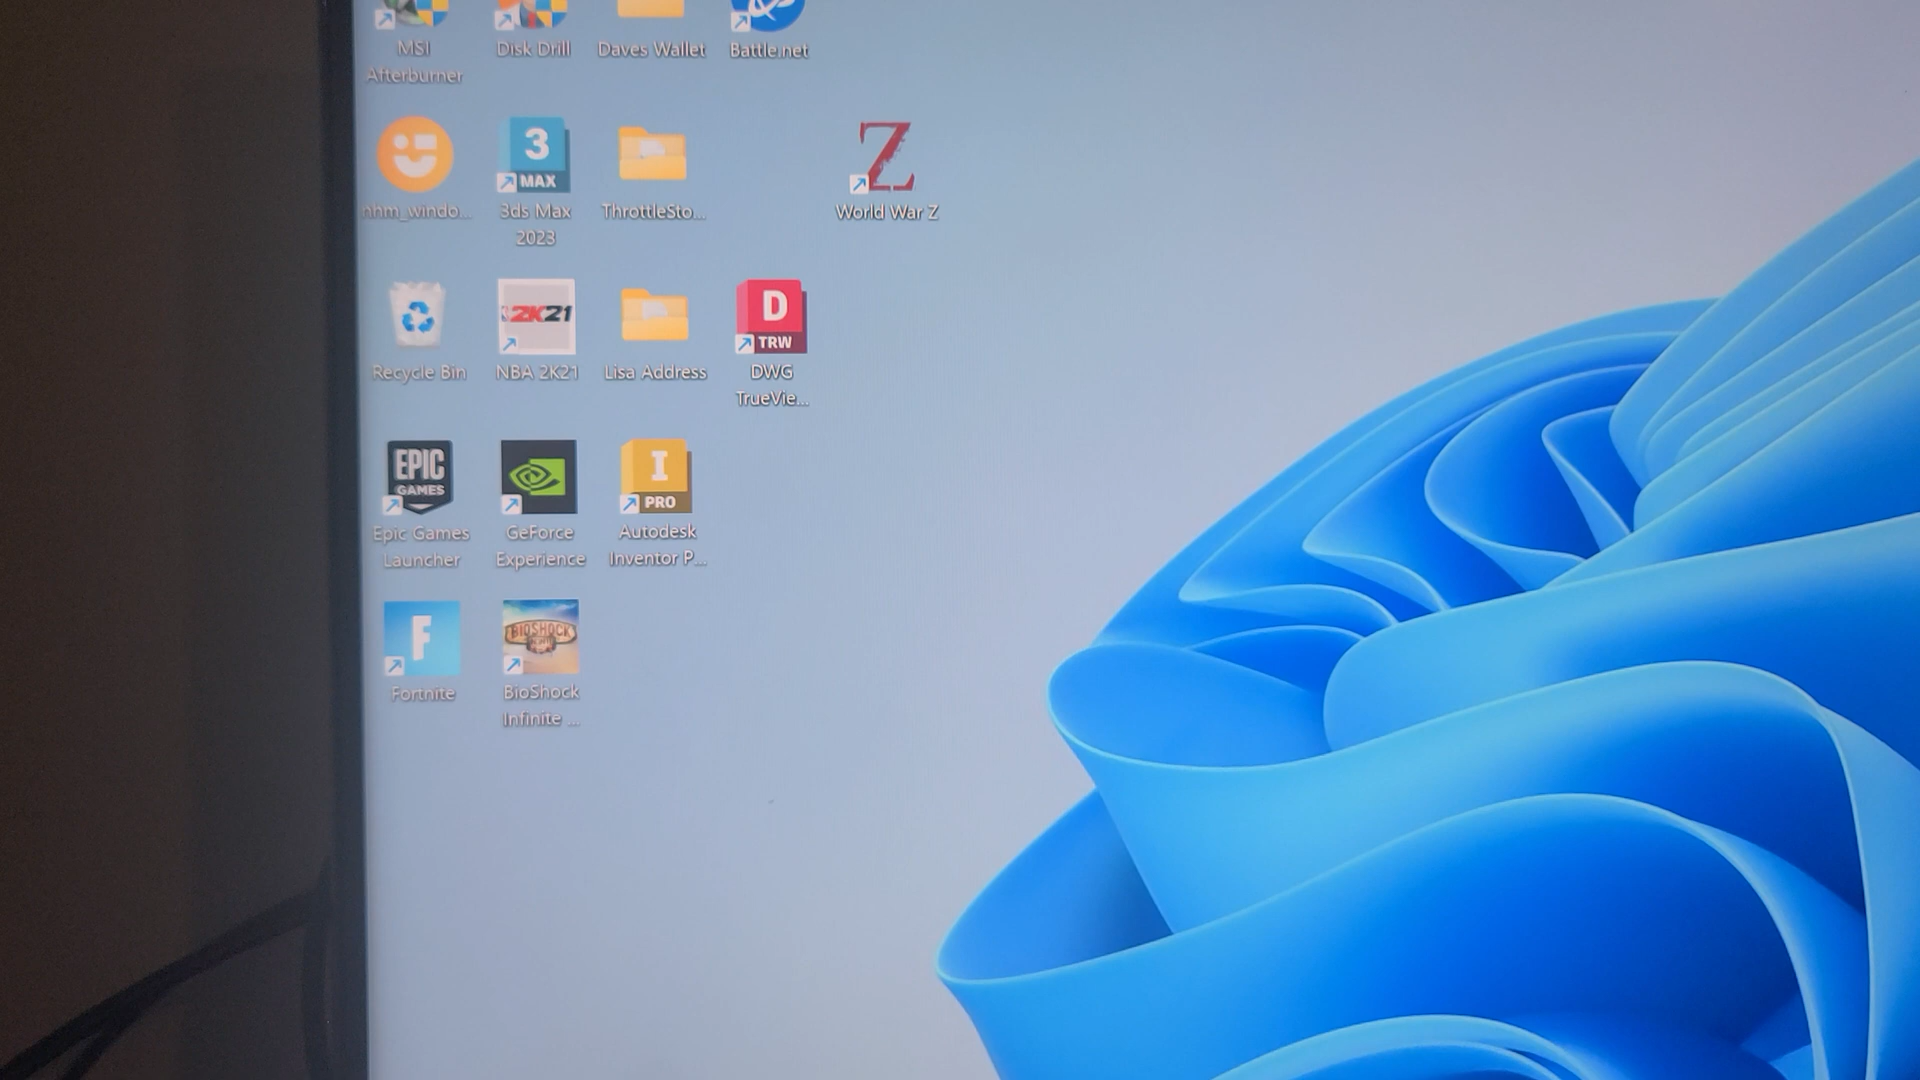 MSI
Afterburner
Disk Drill
Daves Wallet
Battle.net
nhm_windo...
3
MAX
3ds Max
2023
ThrottleSto...
Z
World War Z
Recycle Bin
2K21
NBA 2K21
Lisa Address
D
TRW
DWG
TrueVie...
EPIC
GAMES
Epic Games
Launcher
GeForce
Experience
I
PRO
Autodesk
Inventor P...
F
Fortnite
BIOSHOCK
BioShock
Infinite ...